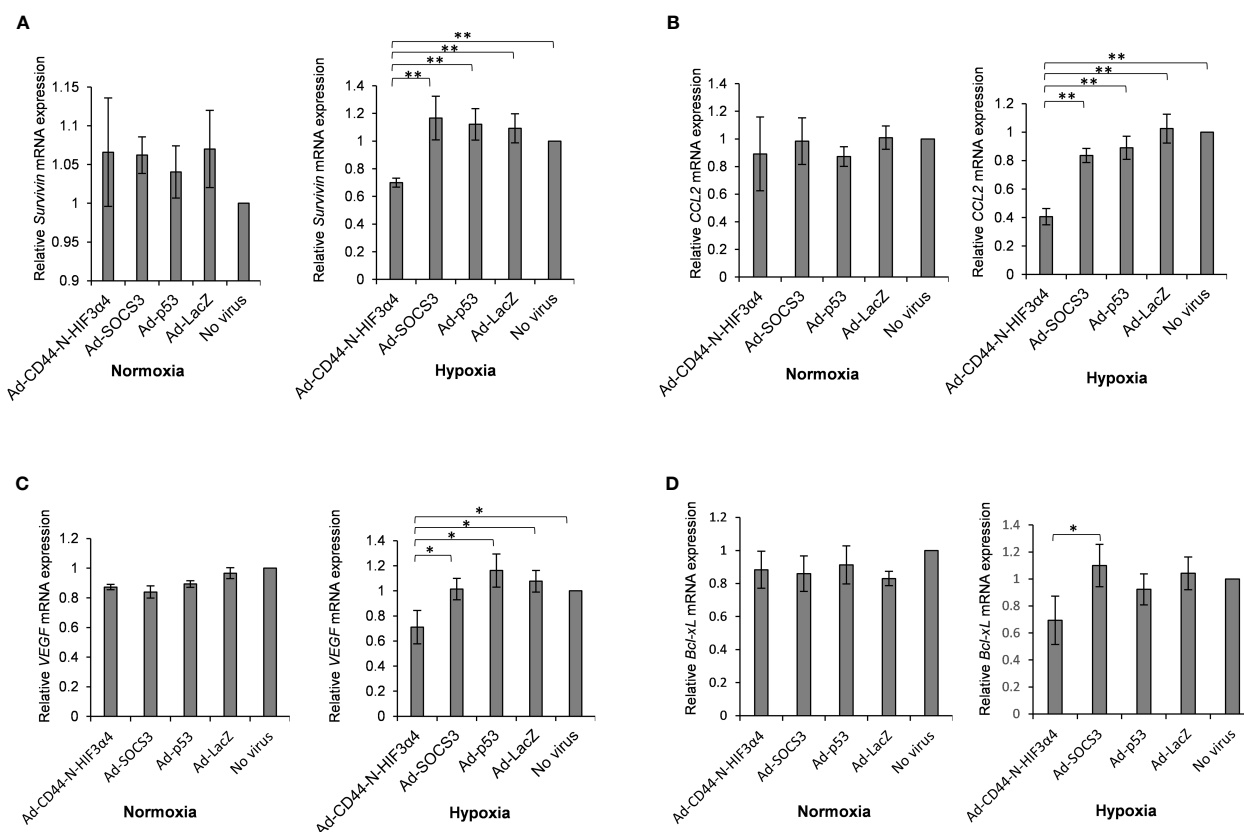 A
Relative Survivin mRNA expression
1.15
1.1
1.05
1
0.95
0.9
Ad-CD44-N-HIF3α4
Ad-SOCS3
Ad-p53
Ad-LacZ
No virus
Normoxia
Relative Survivin mRNA expression
**
**
**
**
1.4
1.2
1
0.8
0.6
0.4
0.2
0
Ad-CD44-N-HIF3α4
Ad-SOCS3
Ad-p53
Ad-LacZ
No virus
Hypoxia
B
Relative CCL2 mRNA expression
1.4
1.2
1
0.8
0.6
0.4
0.2
0
Ad-CD44-N-HIF3α4
Ad-SOCS3
Ad-p53
Ad-LacZ
No virus
Normoxia
Relative CCL2 mRNA expression
**
**
**
**
1.2
1
0.8
0.6
0.4
0.2
0
Ad-CD44-N-HIF3α4
Ad-SOCS3
Ad-p53
Ad-LacZ
No virus
Hypoxia
C
Relative VEGF mRNA expression
1.2
1
0.8
0.6
0.4
0.2
0
Ad-CD44-N-HIF3α4
Ad-SOCS3
Ad-p53
Ad-LacZ
No virus
Normoxia
Relative VEGF mRNA expression
*
*
*
*
1.4
1.2
1
0.8
0.6
0.4
0.2
0
Ad-CD44-N-HIF3α4
Ad-SOCS3
Ad-p53
Ad-LacZ
No virus
Hypoxia
D
Relative Bcl-xL mRNA expression
1.2
1
0.8
0.6
0.4
0.2
0
Ad-CD44-N-HIF3α4
Ad-SOCS3
Ad-p53
Ad-LacZ
No virus
Normoxia
Relative Bcl-xL mRNA expression
*
1.4
1.2
1
0.8
0.6
0.4
0.2
0
Ad-CD44-N-HIF3α4
Ad-SOCS3
Ad-p53
Ad-LacZ
No virus
Hypoxia